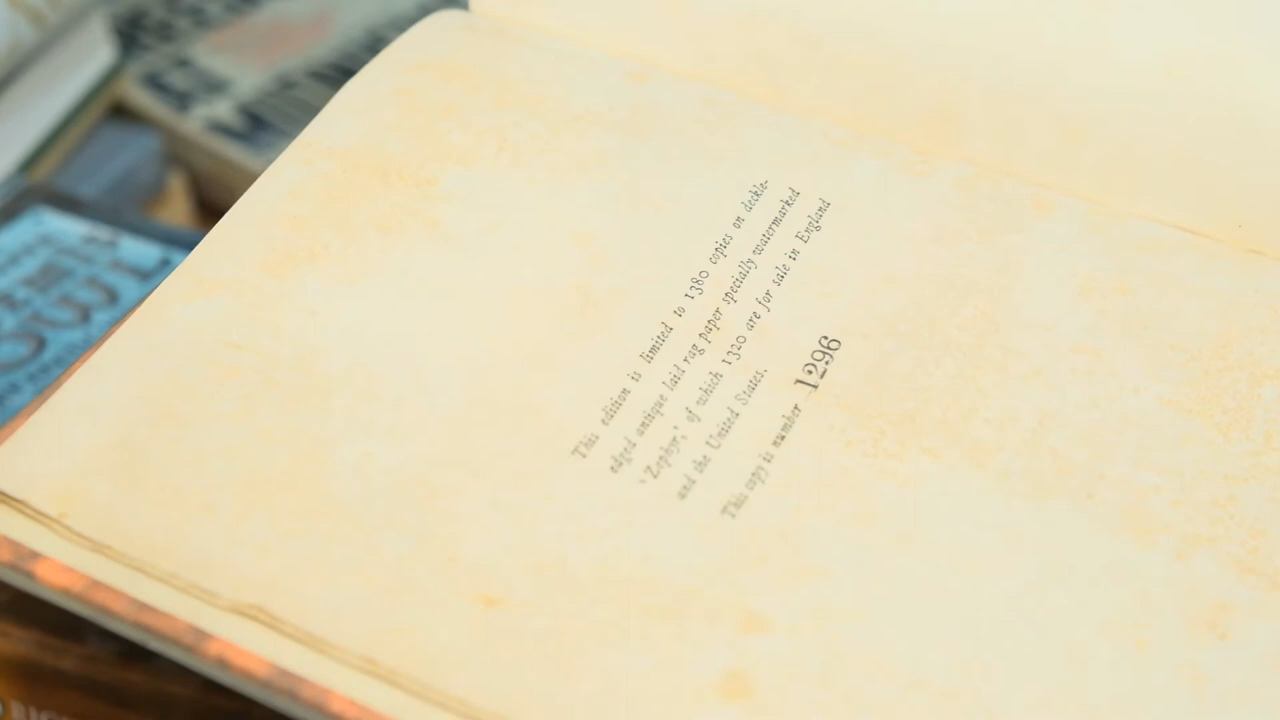 This edition is limited to 1380 copies on deckle-
edged antique laid rag paper specially watermarked
'Zephyr,' of which 1320 are for sale in England
and the United States.
This copy is number 1296
OWL